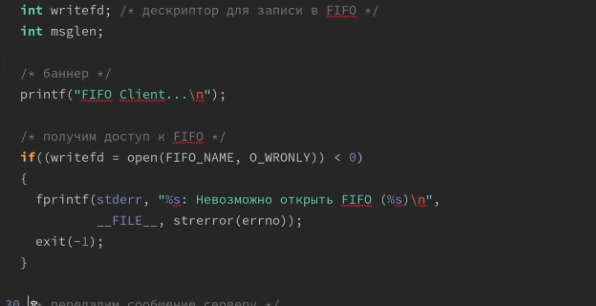 int writefd; /* дескриптор для записи в FIFO */
int msglen;
/* баннер */
printf("FIFO Client...\n");
/* получим доступ к FIFO */
if((writefd = open(FIFO_NAME, O_WRONLY)) < 0)
{
fprintf(stderr, "%s: Невозможно открыть FIFO (%s)\n",
__FILE__, strerror(errno));
exit(-1);
}
30 /* передадим сообщение серверу */